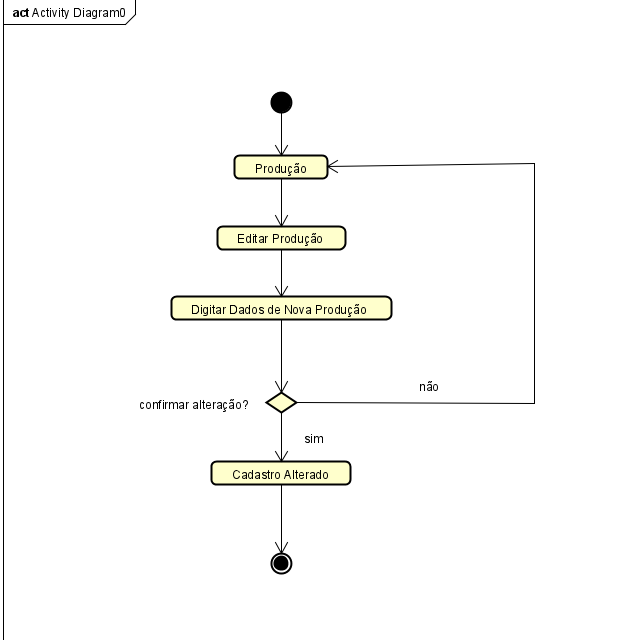 act Activity Diagram0
Produção
Editar Produção
Digitar Dados de Nova Produção
não
confirmar alteração?
sim
Cadastro Alterado